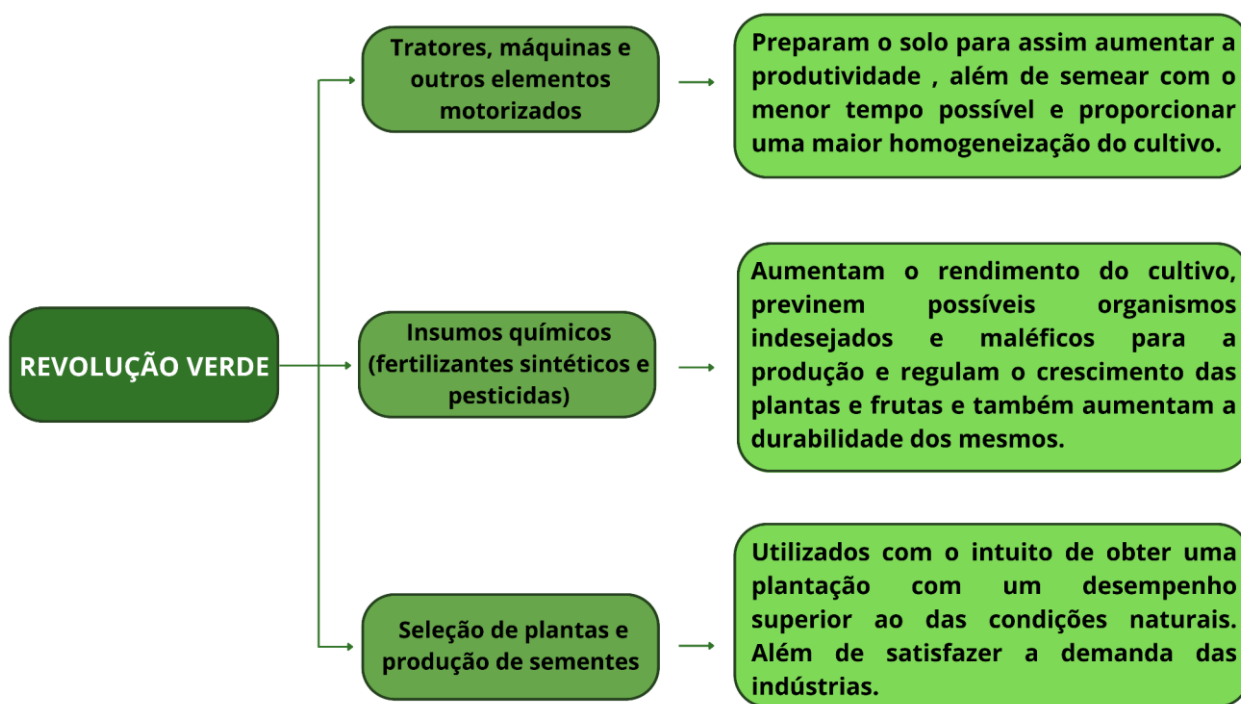 REVOLUÇÃO VERDE
Tratores, máquinas e
outros elementos
motorizados
Preparam o solo para assim aumentar a
produtividade , além de semear com o
menor tempo possível e proporcionar
uma maior homogeneização do cultivo.
Insumos químicos
(fertilizantes sintéticos e
pesticidas)
Aumentam o rendimento do cultivo,
previnem possíveis organismos
indesejados e maléficos para a
produção e regulam o crescimento das
plantas e frutas e também aumentam a
durabilidade dos mesmos.
Seleção de plantas e
produção de sementes
Utilizados com o intuito de obter uma
plantação com um desempenho
superior ao das condições naturais.
Além de satisfazer a demanda das
indústrias.